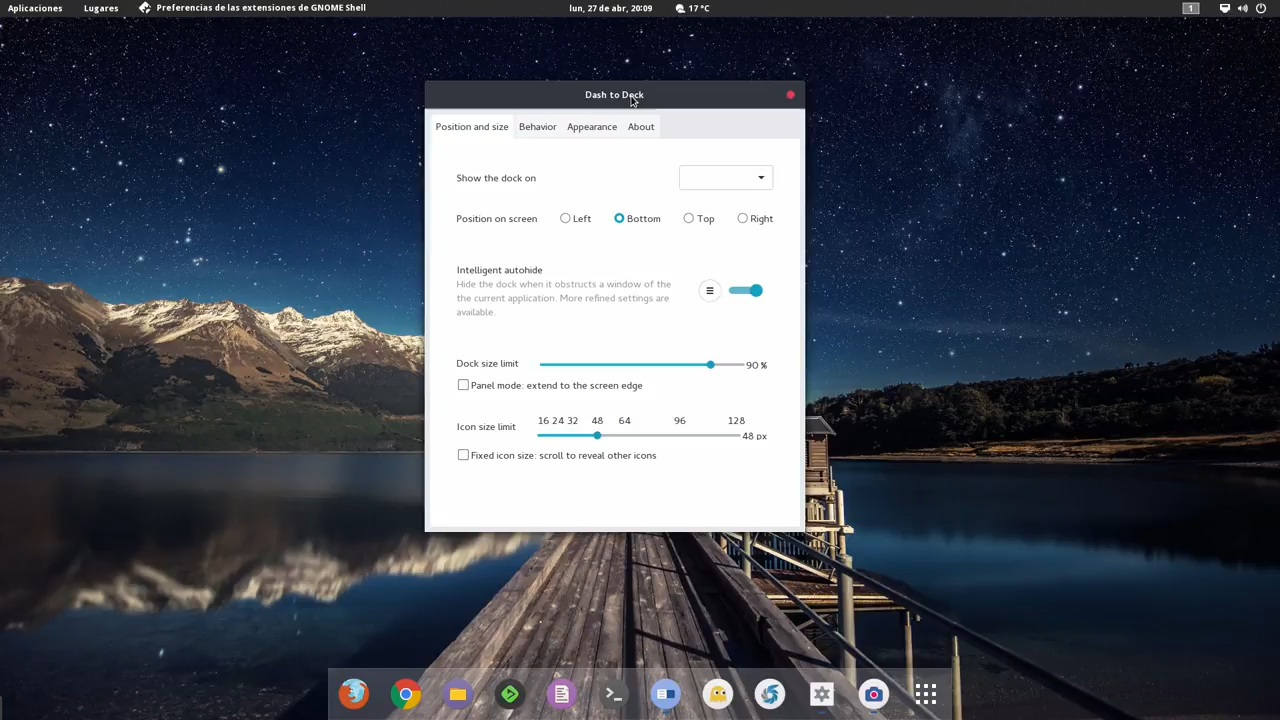 Aplicaciones Lugares Preferencias de las extensiones de GNOME Shell lun, 27 de abr, 20:09 17 °C 1
Dash to Dock
Position and size Behavior Appearance About
Show the dock on
Position on screen Left Bottom Top Right
Intelligent autohide
Hide the dock when it obstructs a window of the
the current application. More refined settings are
available.
Dock size limit 90 %
Panel mode: extend to the screen edge
16 24 32 48 64 96 128
Icon size limit 48 px
Fixed icon size: scroll to reveal other icons